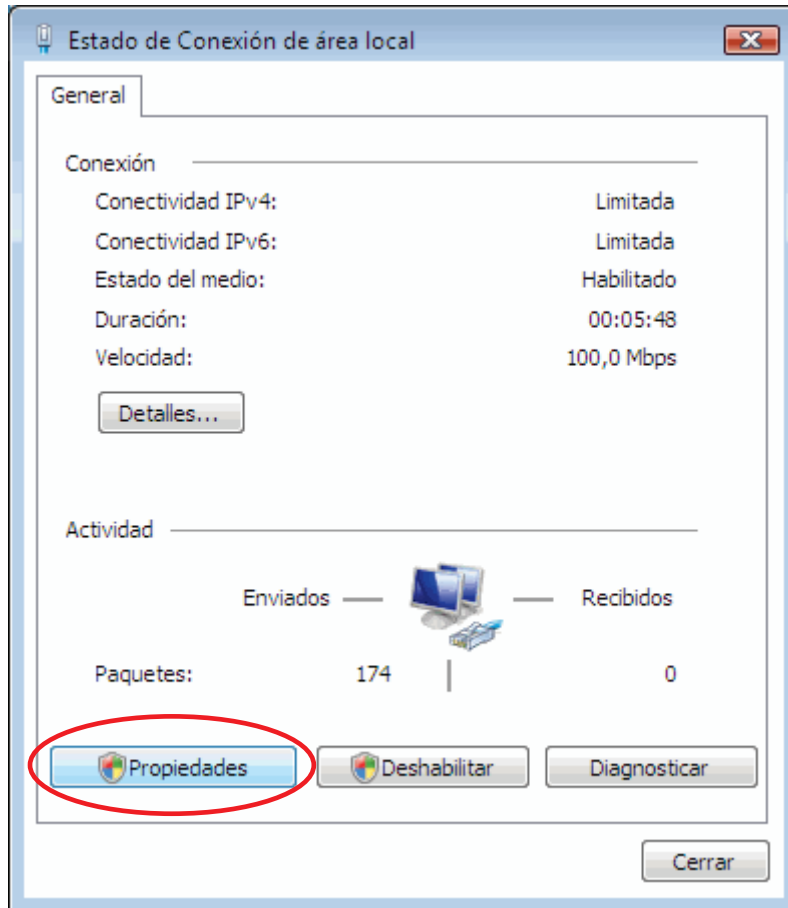 Estado de Conexión de área local
General
Conexión
Conectividad IPv4: Limitada
Conectividad IPv6: Limitada
Estado del medio: Habilitado
Duración: 00:05:48
Velocidad: 100,0 Mbps
Detalles...
Actividad
Enviados Recibidos
Paquetes: 174 0
Propiedades Deshabilitar Diagnosticar
Cerrar